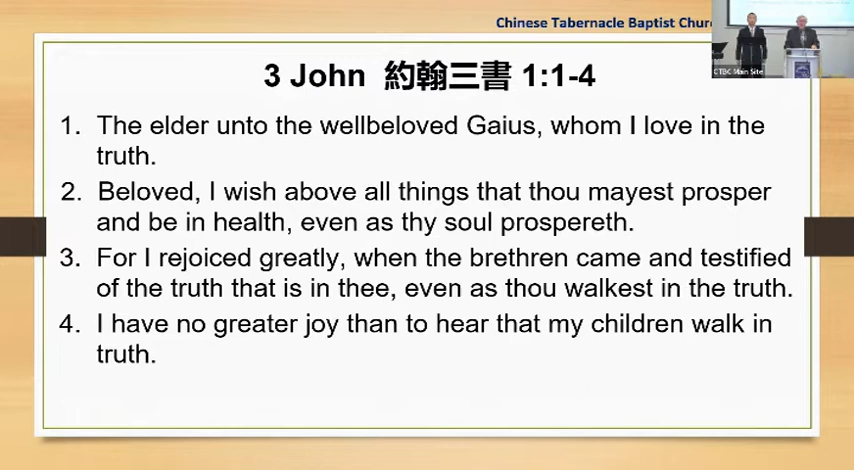 Chinese Tabernacle Baptist
CTBC Main Site
3 John 約翰三書 1:1-4
1. The elder unto the wellbeloved Gaius, whom I love in the
truth.
2. Beloved, I wish above all things that thou mayest prosper
and be in health, even as thy soul prospereth.
3. For I rejoiced greatly, when the brethren came and testified
of the truth that is in thee, even as thou walkest in the truth.
4. I have no greater joy than to hear that my children walk in
truth.